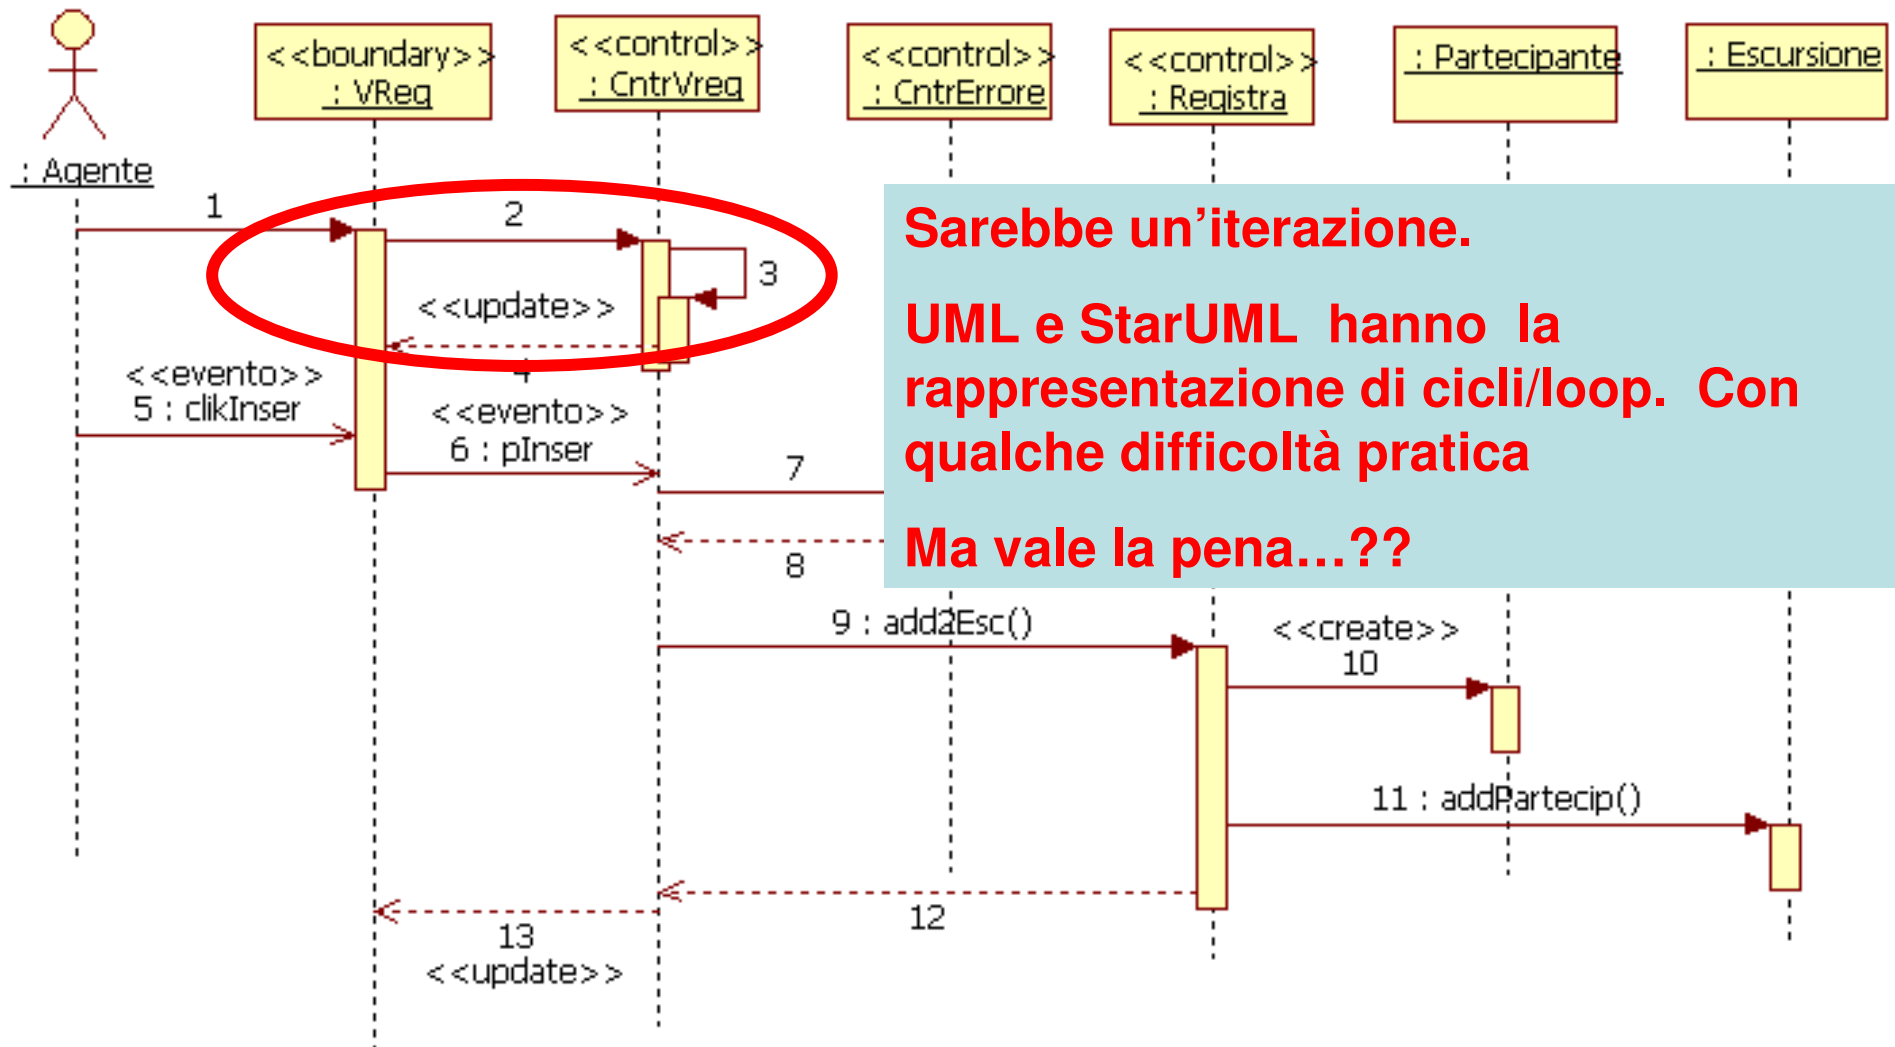 <<boundary>>
: VReq
<<control>>
: CntrVreq
<<control>>
: CntrErrore
<<control>>
: Registra
: Partecipante
: Escursione
: Agente
1
2
3
<<update>>
4
<<evento>>
5 : clikInser
<<evento>>
6 : pInser
7
8
Sarebbe un'iterazione.
UML e StarUML hanno la
rappresentazione di cicli/loop. Con
qualche difficoltà pratica
Ma vale la pena...??
9 : add2Esc()
<<create>>
10
11 : addPartecip()
12
13
<<update>>